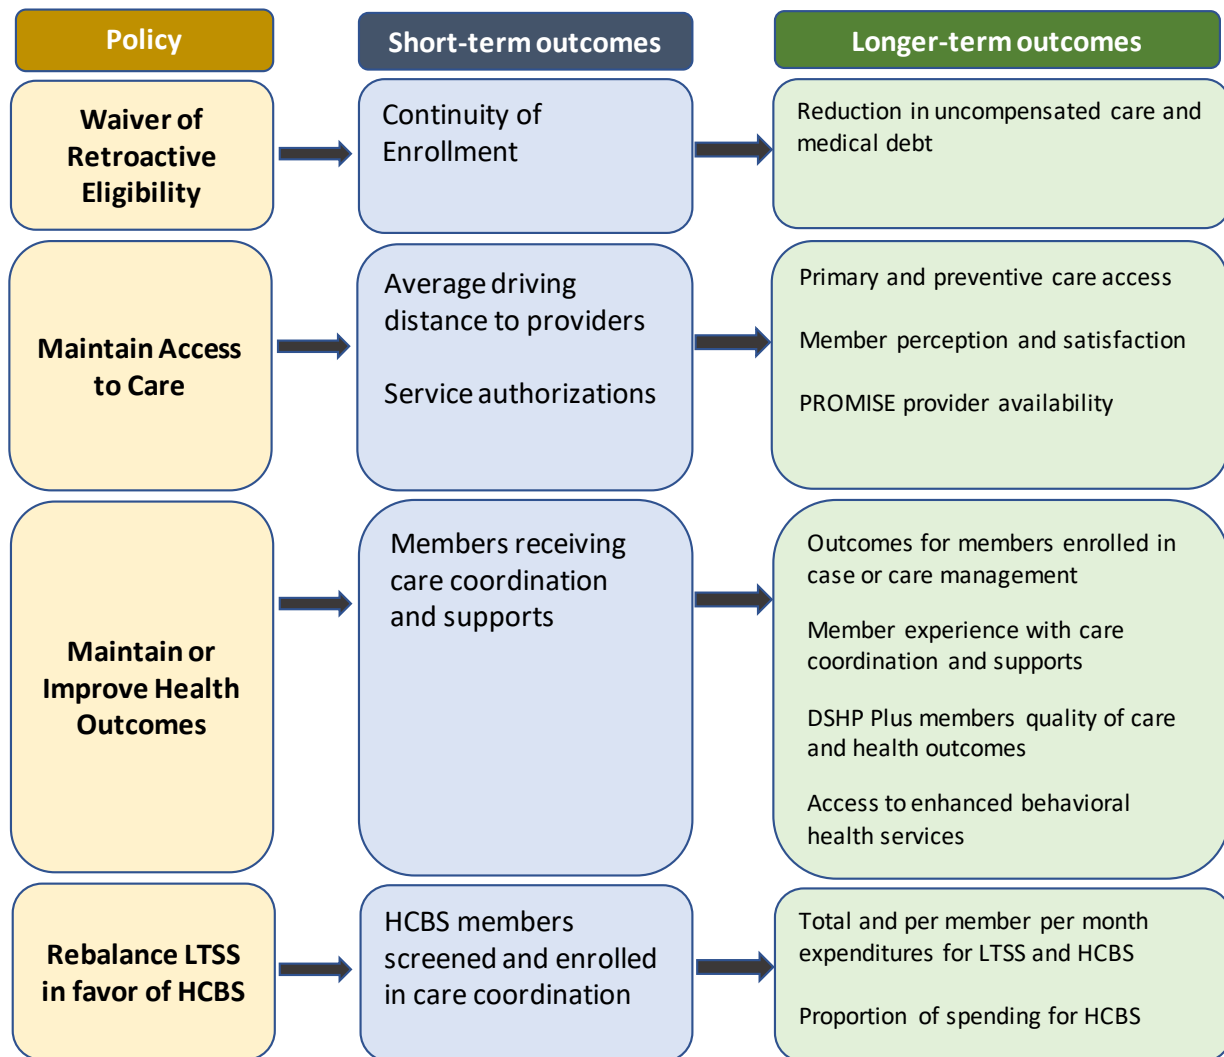 Policy
Short-term outcomes
Longer-term outcomes
Waiver of
Retroactive
Eligibility
Continuity of
Enrollment
Reduction in uncompensated care and
medical debt
Maintain Access
to Care
Average driving
distance to providers
Service authorizations
Primary and preventive care access
Member perception and satisfaction
PROMISE provider availability
Maintain or
Improve Health
Outcomes
Members receiving
care coordination
and supports
Outcomes for members enrolled in
case or care management
Member experience with care
coordination and supports
DSHP Plus members quality of care
and health outcomes
Access to enhanced behavioral
health services
Rebalance LTSS
in favor of HCBS
HCBS members
screened and enrolled
in care coordination
Total and per member per month
expenditures for LTSS and HCBS
Proportion of spending for HCBS